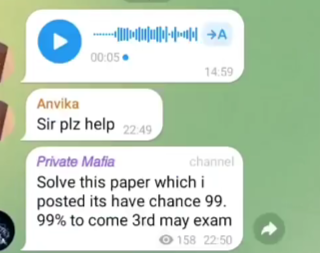 →A
00:05
14:59
Anvika
Sir plz help 22:49
Private Mafia channel
Solve this paper which i
posted its have chance 99.
99% to come 3rd may exam
158 22:50